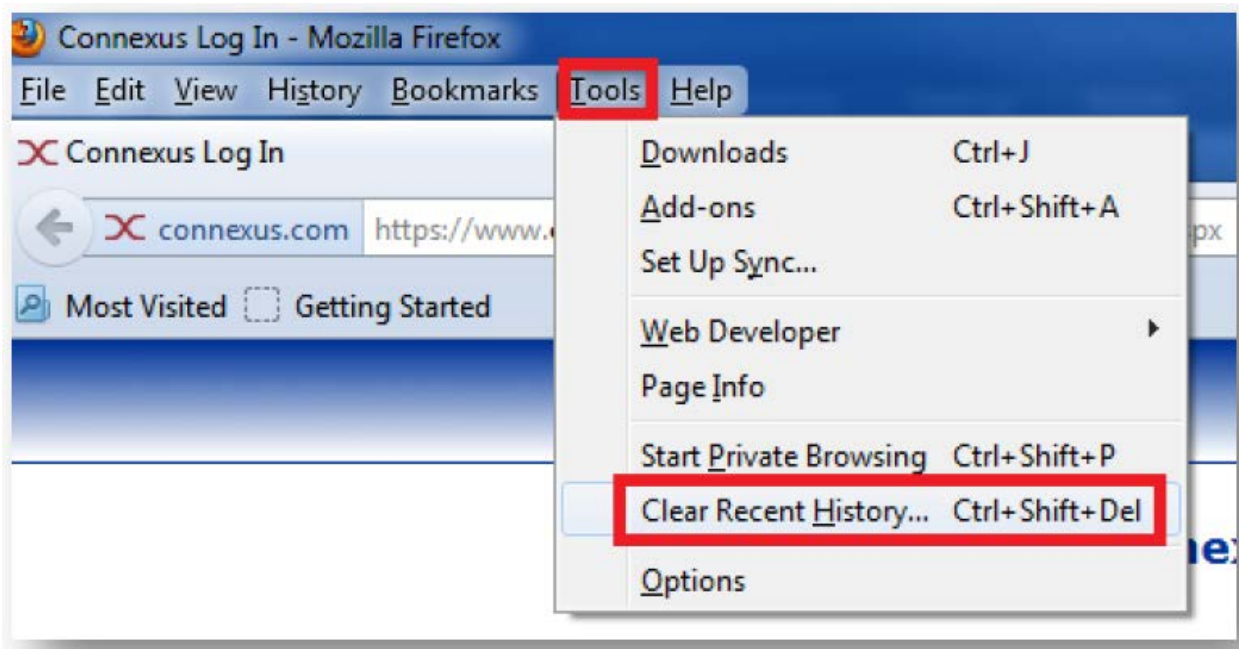 Connexus Log In - Mozilla Firefox
File Edit View History Bookmarks Tools Help
Connexus Log In
Downloads Ctrl+J
Add-ons Ctrl+Shift+A
connexus.com https://www. px
Set Up Sync...
Most Visited Getting Started
Web Developer
Page Info
Start Private Browsing Ctrl+Shift+P
Clear Recent History... Ctrl+Shift+Del
Options